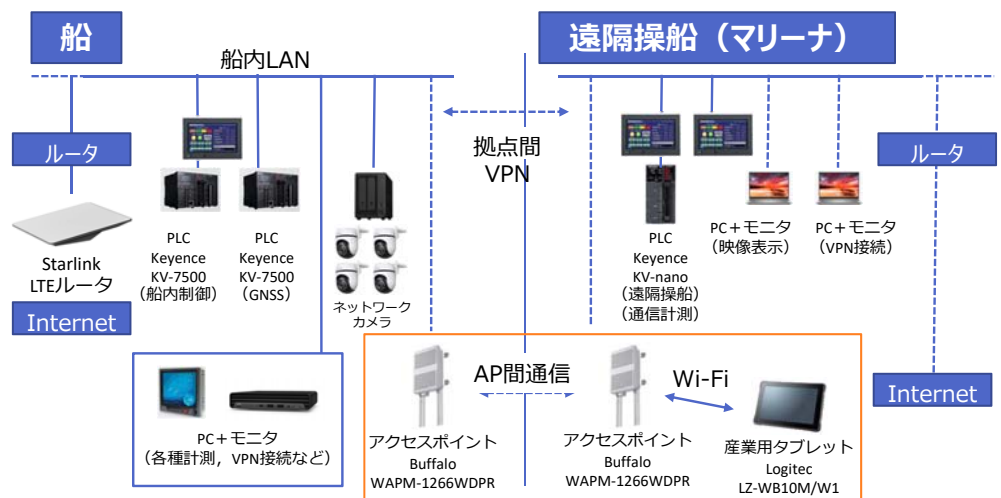 船
遠隔操船（マリーナ）
船内LAN
ルータ
拠点間
VPN
ルータ
Starlink
LTEルータ
Internet
PLC
Keyence
KV-7500
（船内制御）
PLC
Keyence
KV-7500
（GNSS）
ネットワーク
カメラ
PLC
Keyence
KV-nano
（遠隔操船）
（通信計測）
PC＋モニタ
（映像表示）
PC＋モニタ
（VPN接続）
Internet
PC＋モニタ
（各種計測，VPN接続など）
AP間通信
Wi-Fi
アクセスポイント
Buffalo
WAPM-1266WDPR
アクセスポイント
Buffalo
WAPM-1266WDPR
産業用タブレット
Logitec
LZ-WB10M/W1